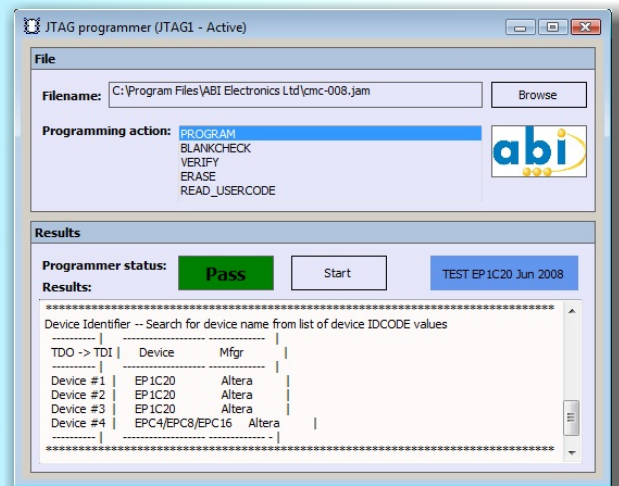 JTAG programmer (JTAG1 - Active)
File
Filename: C:\Program Files\ABI Electronics Ltd\cmc-008.jam Browse
Programming action: PROGRAM
BLANKCHECK
VERIFY
ERASE
READ_USERCODE
abi
Results
Programmer status: Pass Start TEST EP1C20 Jun 2008
Results:
******************************************************************************
Device Identifier -- Search for device name from list of device IDCODE values
---------- | ------------------- ------------- |
TDO -> TDI | Device Mfgr |
---------- | ------------------- ------------- |
Device #1 | EP1C20 Altera |
Device #2 | EP1C20 Altera |
Device #3 | EP1C20 Altera |
Device #4 | EPC4/EPC8/EPC16 Altera |
---------- | ------------------- ------------- - |
******************************************************************************